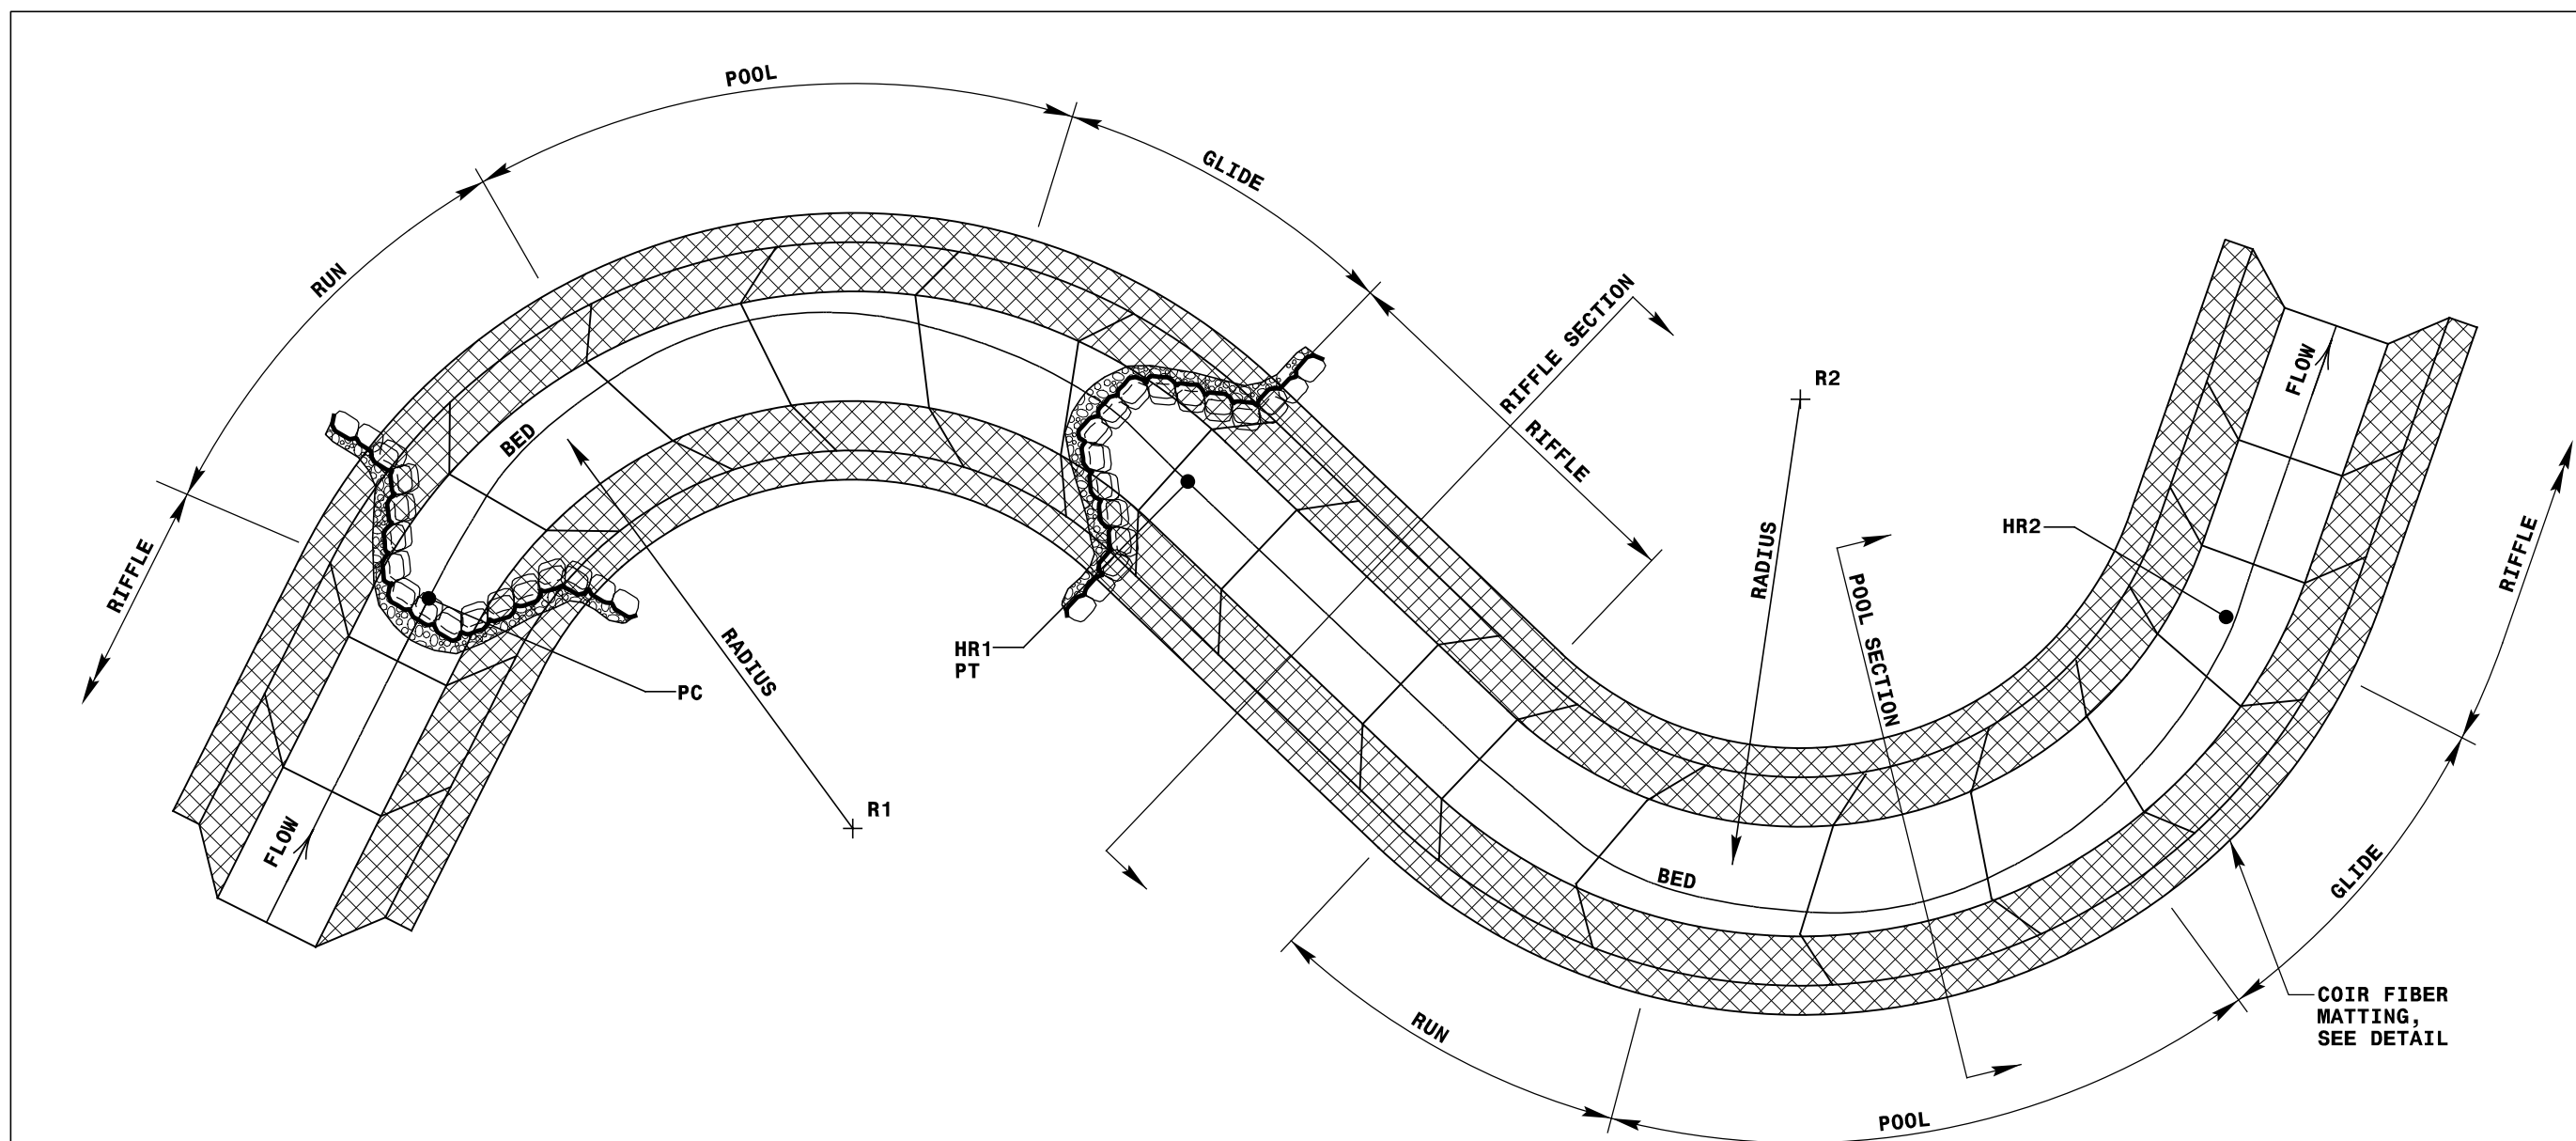 POOL
GLIDE
RUN
RIFFLE SECTION
RIFFLE
R2
FLOW
BED
HR2
RADIUS
RIFFLE
RIFFLE
POOL SECTION
HR1
PT
RADIUS
PC
R1
FLOW
BED
GLIDE
COIR FIBER
MATTING,
SEE DETAIL
RUN
POOL